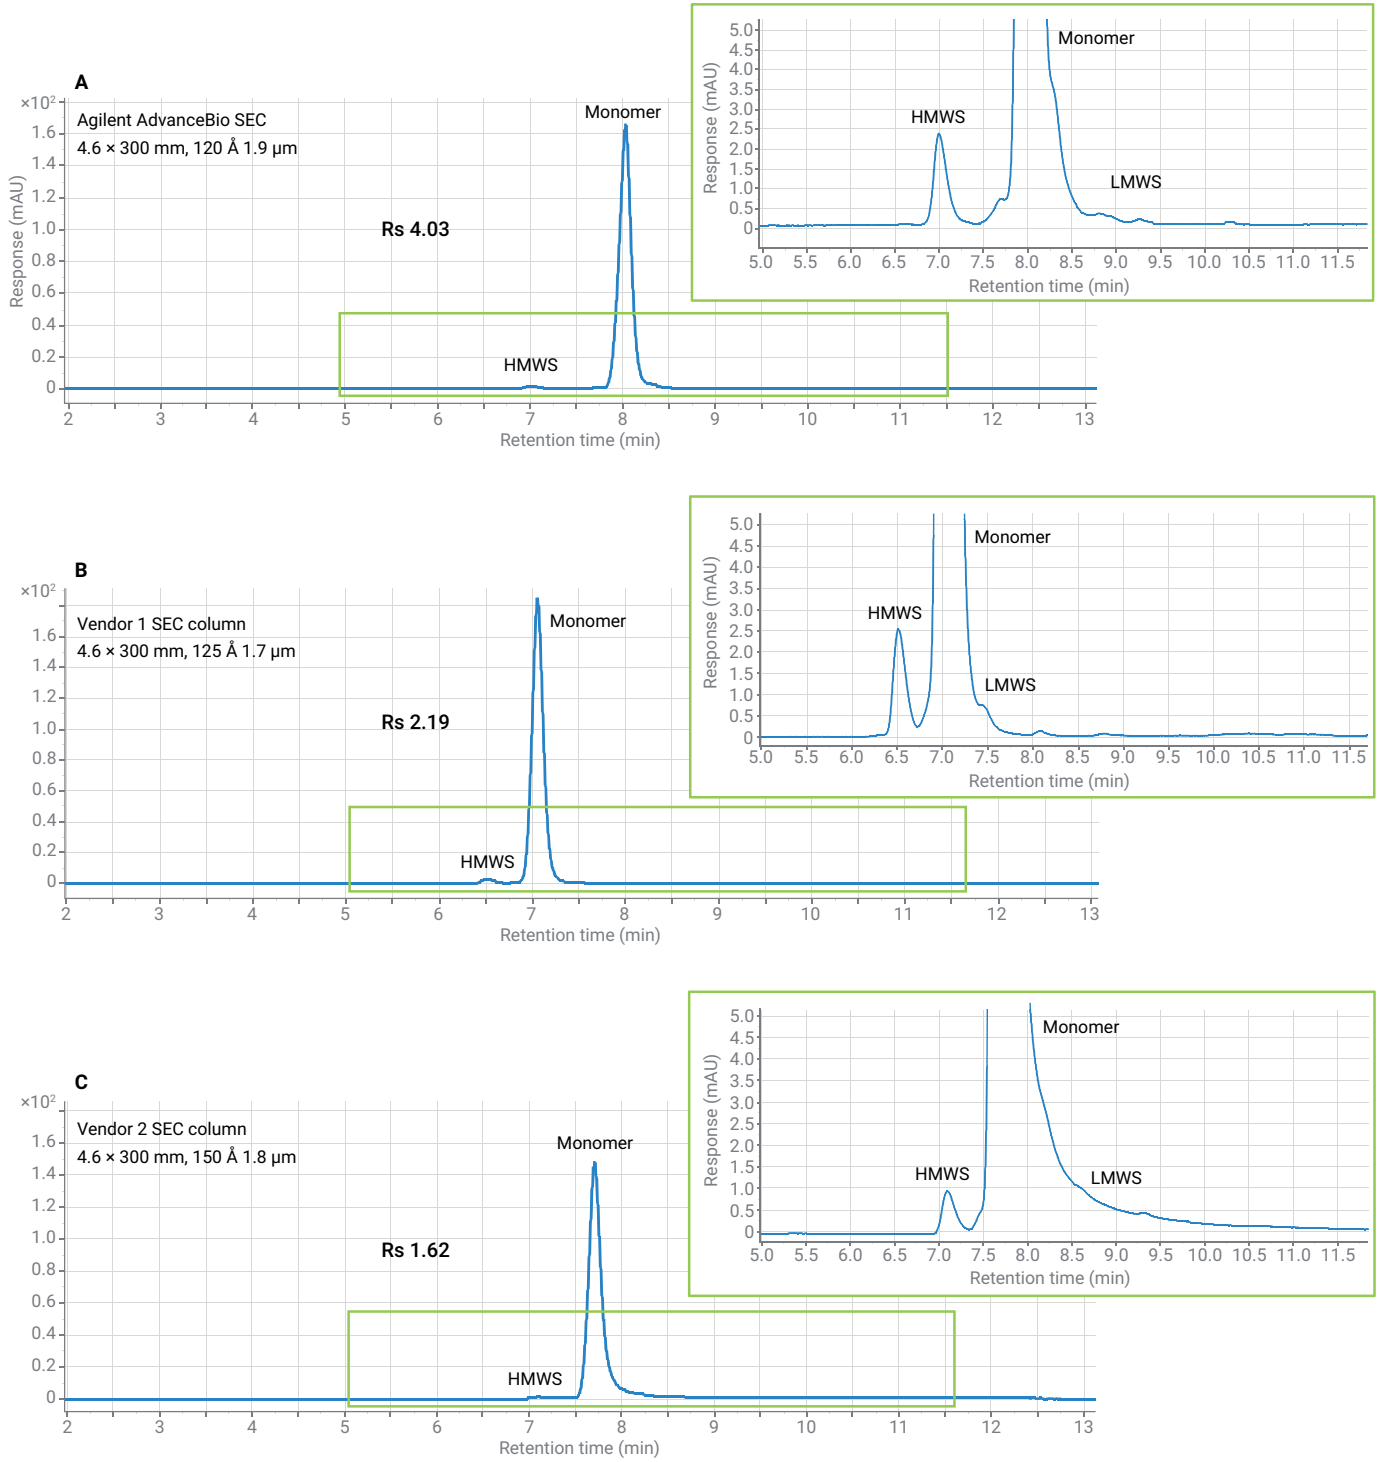 A
×10²
Agilent AdvanceBio SEC
4.6 × 300 mm, 120 Å 1.9 µm
Rs 4.03
Monomer
HMWS
Response (mAU)
1.6
1.4
1.2
1.0
0.8
0.6
0.4
0.2
0
2 3 4 5 6 7 8 9 10 11 12 13
Retention time (min)
Response (mAU)
5.0
4.5
4.0
3.5
3.0
2.5
2.0
1.5
1.0
0.5
0
Monomer
HMWS
LMWS
5.0 5.5 6.0 6.5 7.0 7.5 8.0 8.5 9.0 9.5 10.0 10.5 11.0 11.5
Retention time (min)
B
×10²
Vendor 1 SEC column
4.6 × 300 mm, 125 Å 1.7 µm
Rs 2.19
Monomer
HMWS
1.6
1.4
1.2
1.0
0.8
0.6
0.4
0.2
0
2 3 4 5 6 7 8 9 10 11 12 13
Retention time (min)
Response (mAU)
5.0
4.5
4.0
3.5
3.0
2.5
2.0
1.5
1.0
0.5
0
Monomer
HMWS
LMWS
5.0 5.5 6.0 6.5 7.0 7.5 8.0 8.5 9.0 9.5 10.0 10.5 11.0 11.5
Retention time (min)
C
×10²
Vendor 2 SEC column
4.6 × 300 mm, 150 Å 1.8 µm
Rs 1.62
Monomer
HMWS
1.6
1.4
1.2
1.0
0.8
0.6
0.4
0.2
0
2 3 4 5 6 7 8 9 10 11 12 13
Retention time (min)
Response (mAU)
5.0
4.5
4.0
3.5
3.0
2.5
2.0
1.5
1.0
0.5
0
Monomer
HMWS
LMWS
5.0 5.5 6.0 6.5 7.0 7.5 8.0 8.5 9.0 9.5 10.0 10.5 11.0 11.5
Retention time (min)